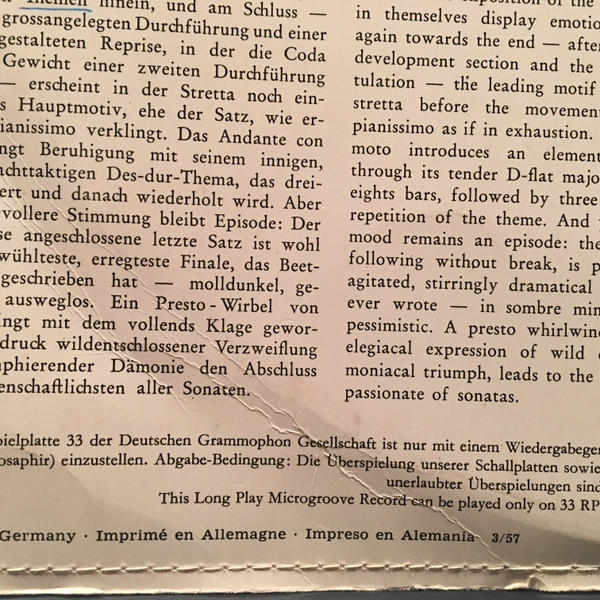 Themen hinein, und am Schluss —
grossangelegten Durchführung und einer
gestalteten Reprise, in der die Coda
Gewicht einer zweiten Durchführung
— erscheint in der Stretta noch ein-
s Hauptmotiv, ehe der Satz, wie er-
ianissimo verklingt. Das Andante con
ngt Beruhigung mit seinem innigen,
achttaktigen Des-dur-Thema, das drei-
ert und danach wiederholt wird. Aber
vollere Stimmung bleibt Episode: Der
se angeschlossene letzte Satz ist wohl
wühlteste, erregteste Finale, das Beet-
geschrieben hat — molldunkel, ge-
ausweglos. Ein Presto-Wirbel von
ingt mit dem vollends Klage gewor-
druck wildentschlossener Verzweiflung
phierender Dämonie den Abschluss
enschaftlichsten aller Sonaten.
in themselves display emotio
again towards the end — afte
development section and the
tulation — the leading motif
stretta before the movemen
pianissimo as if in exhaustion.
moto introduces an element
through its tender D-flat majo
eights bars, followed by three
repetition of the theme. And
mood remains an episode: the
following without break, is p
agitated, stirringly dramatical
ever wrote — in sombre min
pessimistic. A presto whirlwin
elegiacal expression of wild
moniacal triumph, leads to the
passionate of sonatas.
pielplatte 33 der Deutschen Grammophon Gesellschaft ist nur mit einem Wiedergabeger
osaphir) einzustellen. Abgabe-Bedingung: Die Überspielung unserer Schallplatten sowie
unerlaubter Überspielungen sind
This Long Play Microgroove Record can be played only on 33 RP
Germany · Imprimé en Allemagne · Impreso en Alemania 3/57